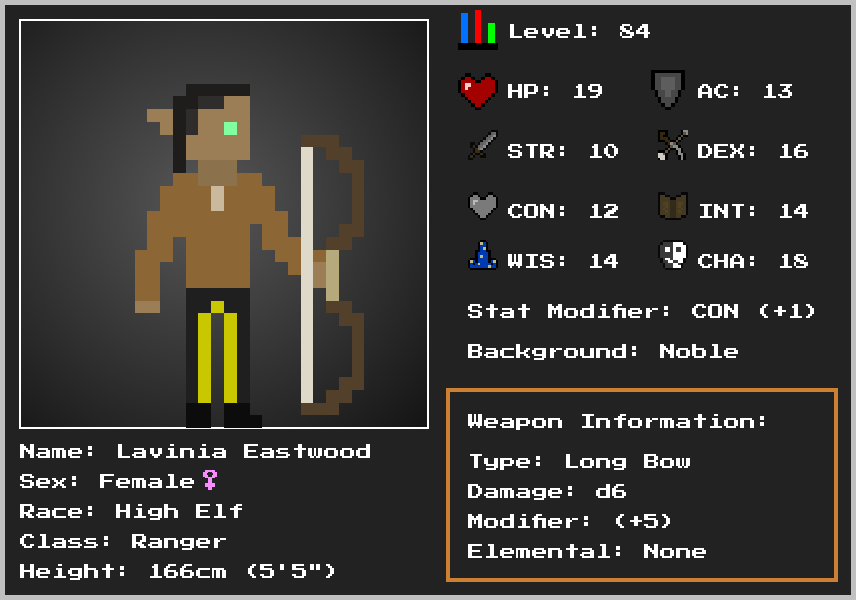 Level: 84
HP: 19 AC: 13
STR: 10 DEX: 16
CON: 12 INT: 14
WIS: 14 CHA: 18
Stat Modifier: CON (+1)
Background: Noble
Weapon Information:
Type: Long Bow
Damage: d6
Modifier: (+5)
Elemental: None
Name: Lavinia Eastwood
Sex: Female♀
Race: High Elf
Class: Ranger
Height: 166cm (5'5")